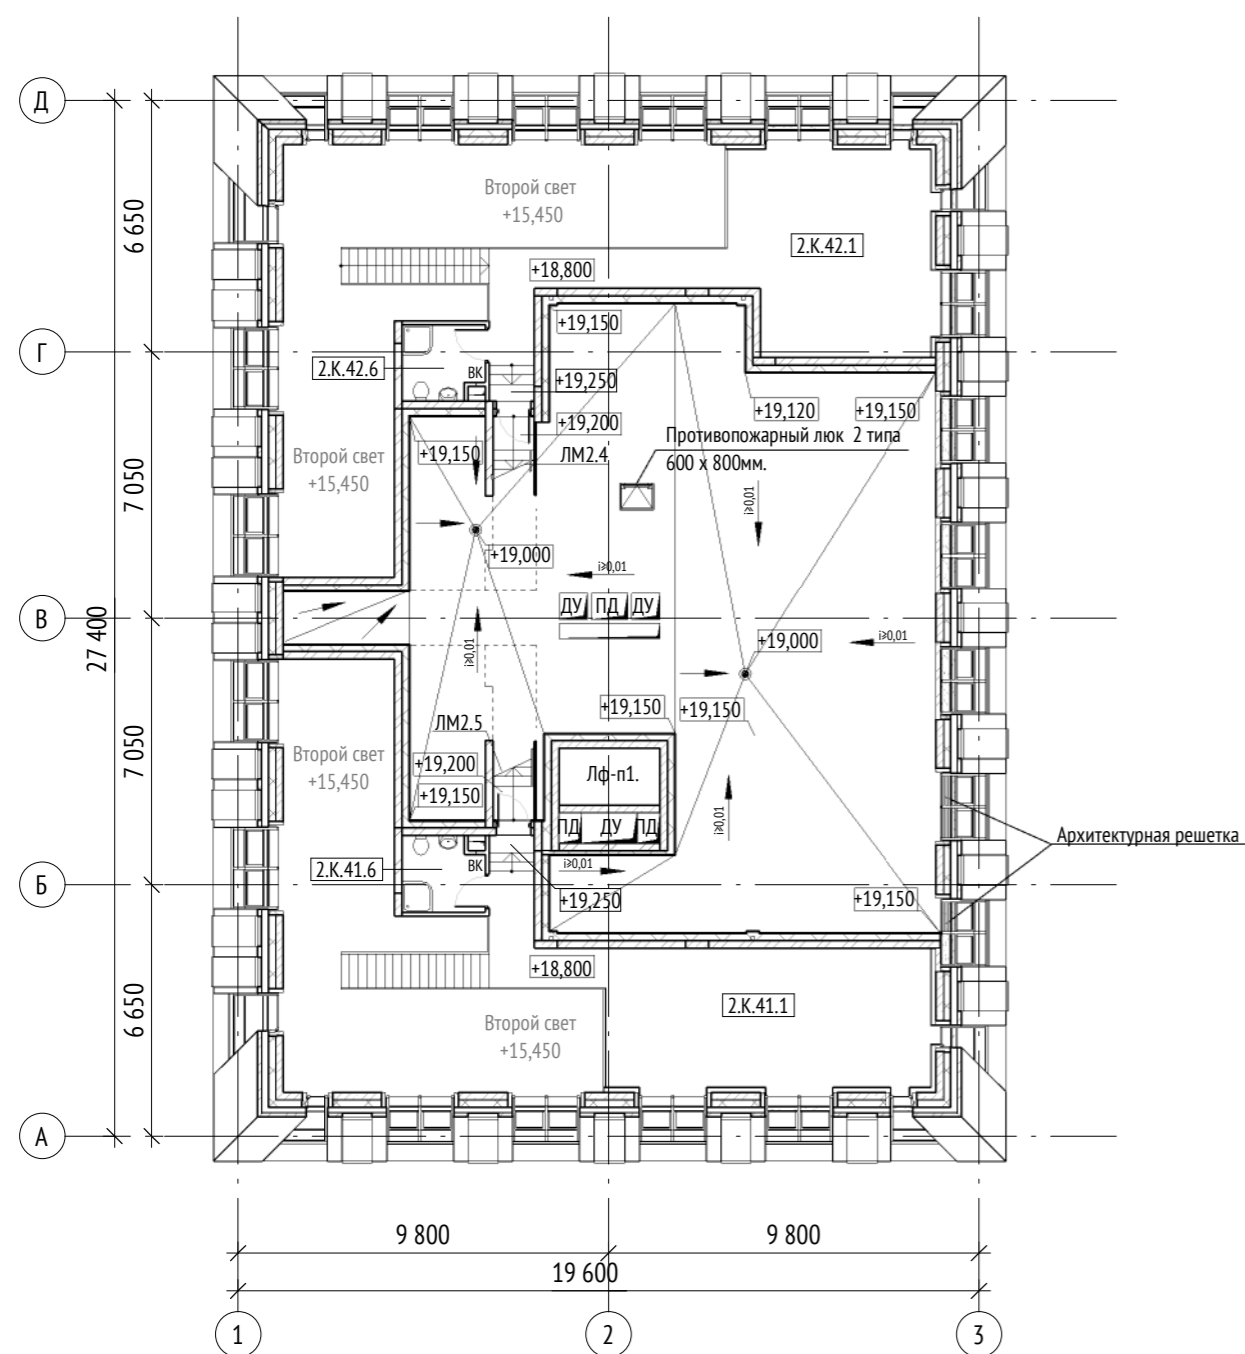 Д
Второй свет
+15,450
2.К.42.1
6 650
+18,800
+19,150
Г
2.К.42.6
ВК
+19,250
+19,120
+19,150
+19,200
Противопожарный люк 2 типа
600 х 800мм.
+19,150
ЛМ2.4
Второй свет
+15,450
7 050
i≥0,01
+19,000
i≥0,01
ДУ
ПД
ДУ
В
27 400
+19,000
i≥0,01
i≥0,01
+19,150
+19,150
ЛМ2.5
Второй свет
+15,450
7 050
+19,200
+19,150
Лф-п1.
ПД
ДУ
ПД
i≥0,01
Архитектурная решетка
2.К.41.6
ВК
i≥0,01
Б
+19,250
+19,150
+18,800
2.К.41.1
6 650
Второй свет
+15,450
А
9 800
9 800
19 600
1
2
3